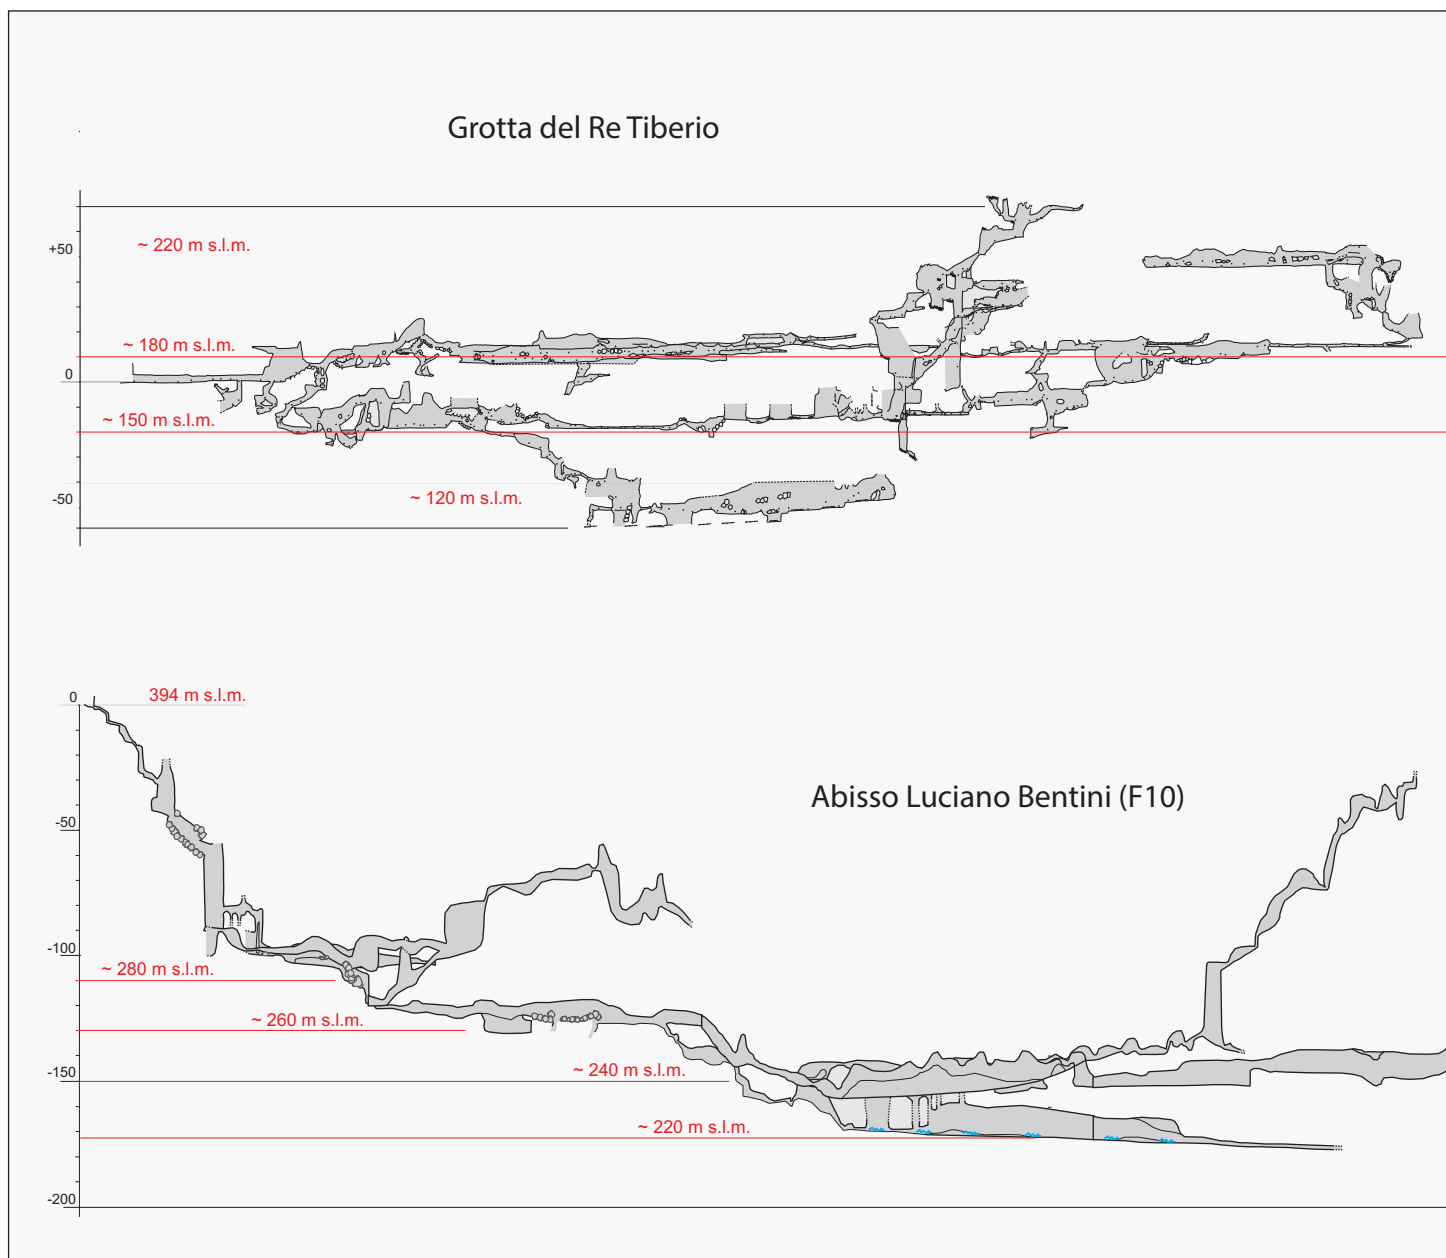 Grotta del Re Tiberio
+50
~ 220 m s.l.m.
~ 180 m s.l.m.
0
~ 150 m s.l.m.
-50
~ 120 m s.l.m.
0
394 m s.l.m.
Abisso Luciano Bentini (F10)
-50
-100
~ 280 m s.l.m.
~ 260 m s.l.m.
-150
~ 240 m s.l.m.
~ 220 m s.l.m.
-200